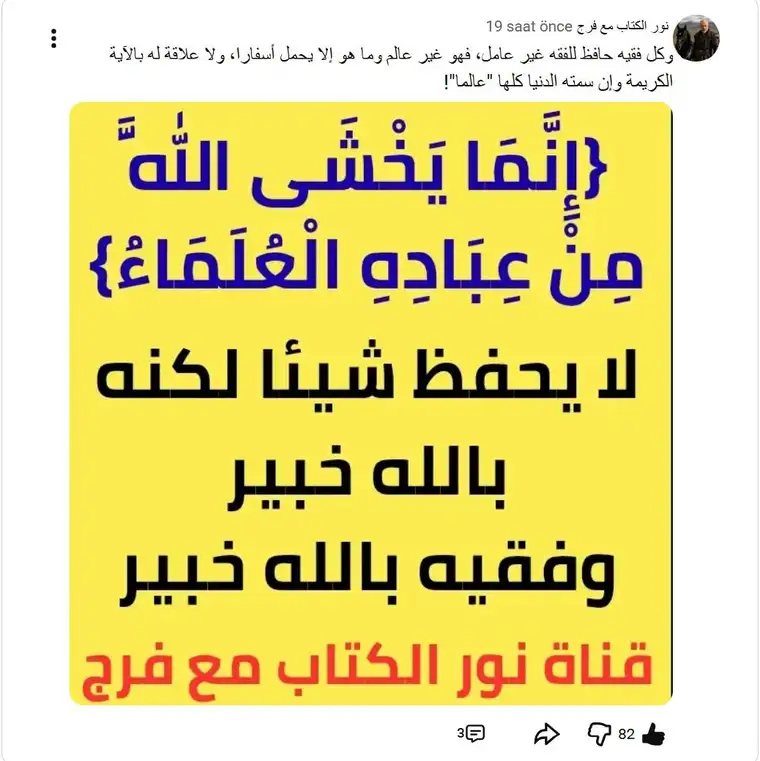 نور الكتاب مع فرج 19 saat önce
وكل فقيه حافظ للفقه غير عامل، فهو غير عالم وما هو إلا يحمل أسفارا، ولا علاقة له بالآية
الكريمة وإن سمته الدنيا كلها "عالما"!
{إِنَّمَا يَخْشَى اللَّهَ
مِنْ عِبَادِهِ الْعُلَمَاءُ}
لا يحفظ شيئا لكنه
بالله خبير
وفقيه بالله خبير
قناة نور الكتاب مع فرج
82
3